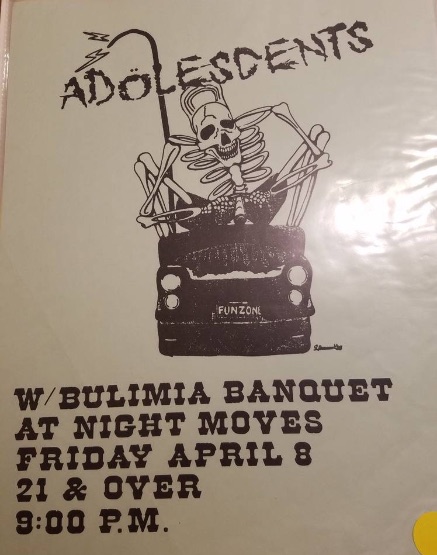 ADÖLESCENTS
FUNZONE
W/BULIMIA BANQUET
AT NIGHT MOVES
FRIDAY APRIL 8
21 & OVER
9:00 P.M.